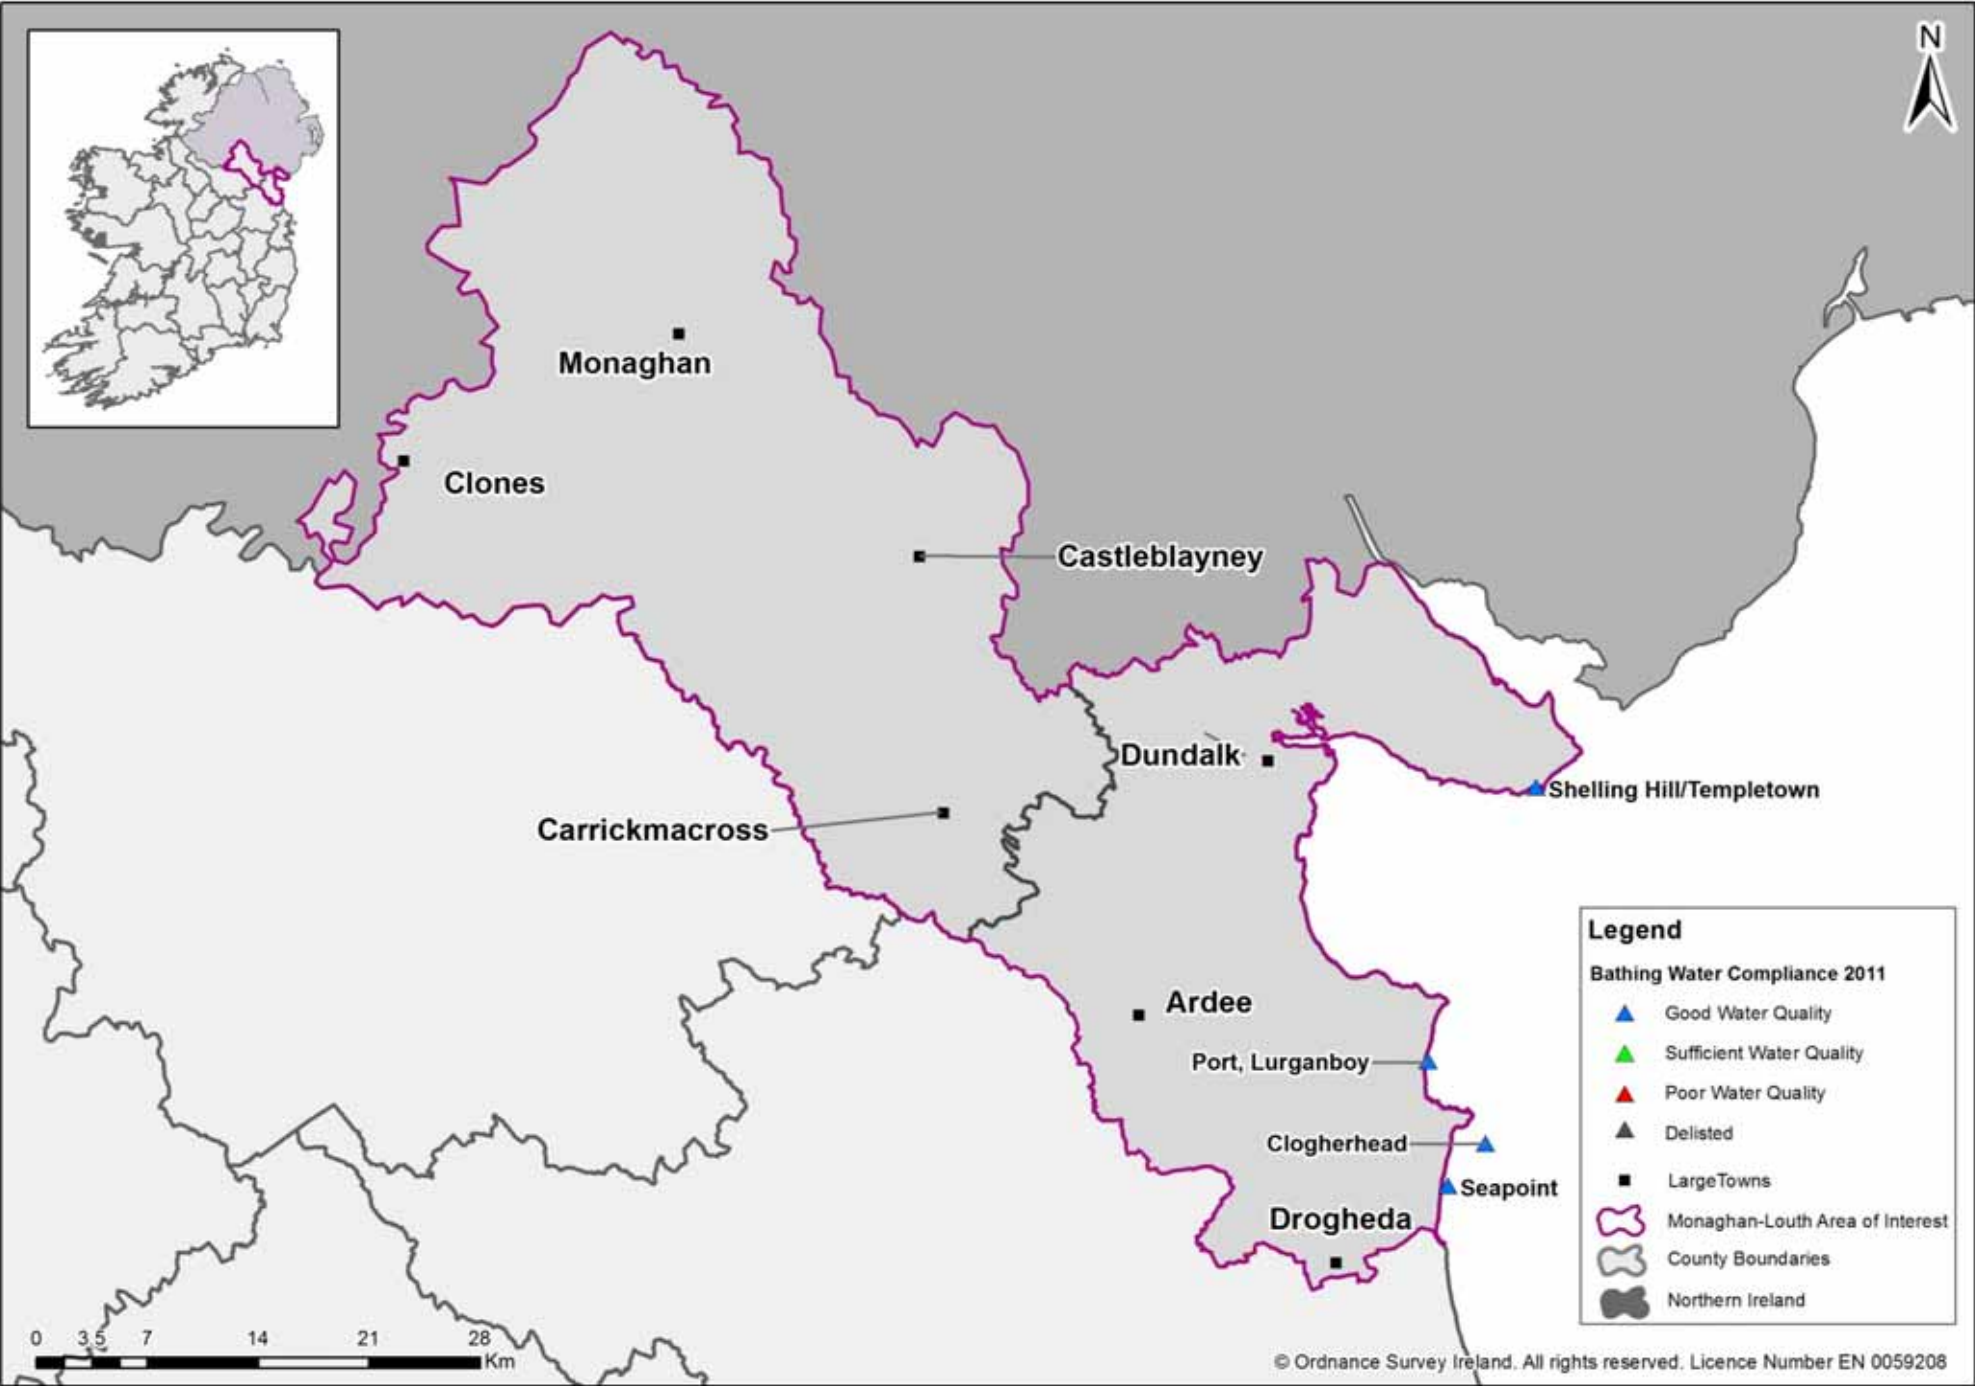 N
Monaghan
Clones
Castleblayney
Dundalk
Shelling Hill/Templetown
Carrickmacross
Ardee
Port, Lurganboy
Clogherhead
Seapoint
Drogheda
Legend
Bathing Water Compliance 2011
Good Water Quality
Sufficient Water Quality
Poor Water Quality
Delisted
LargeTowns
Monaghan-Louth Area of Interest
County Boundaries
Northern Ireland
0 3.5 7 14 21 28
Km
© Ordnance Survey Ireland. All rights reserved. Licence Number EN 0059208